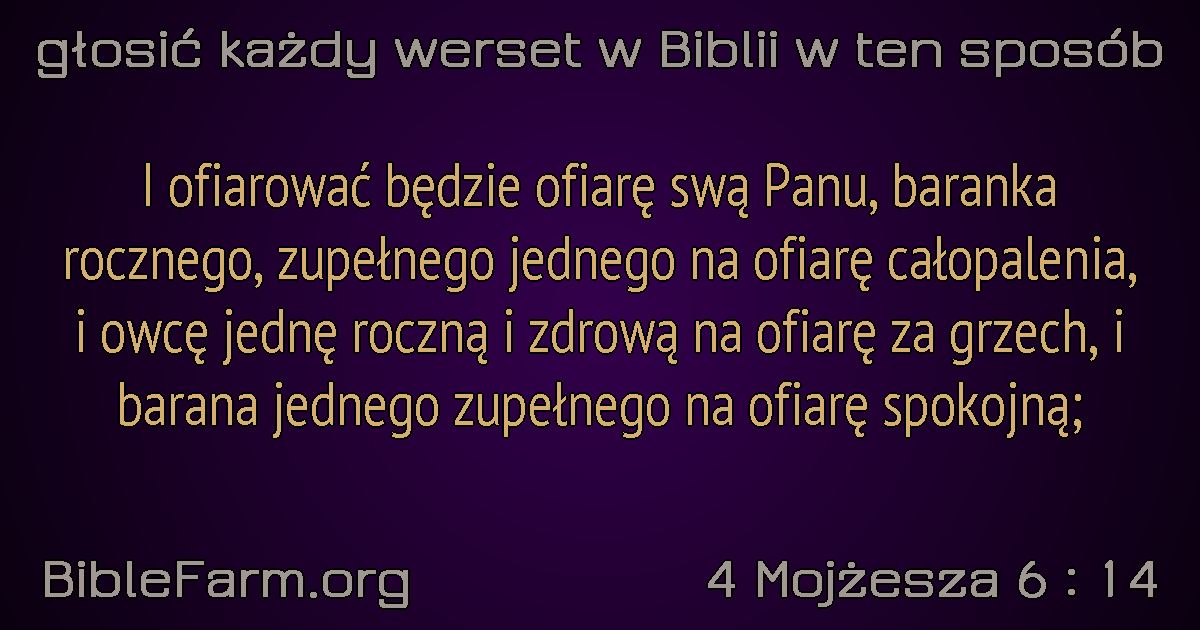 głosić każdy werset w Biblii w ten sposób
I ofiarować będzie ofiarę swą Panu, baranka
rocznego, zupełnego jednego na ofiarę całopalenia,
i owcę jednę roczną i zdrową na ofiarę za grzech, i
barana jednego zupełnego na ofiarę spokojną;
BibleFarm.org
4 Mojżesza 6 : 14